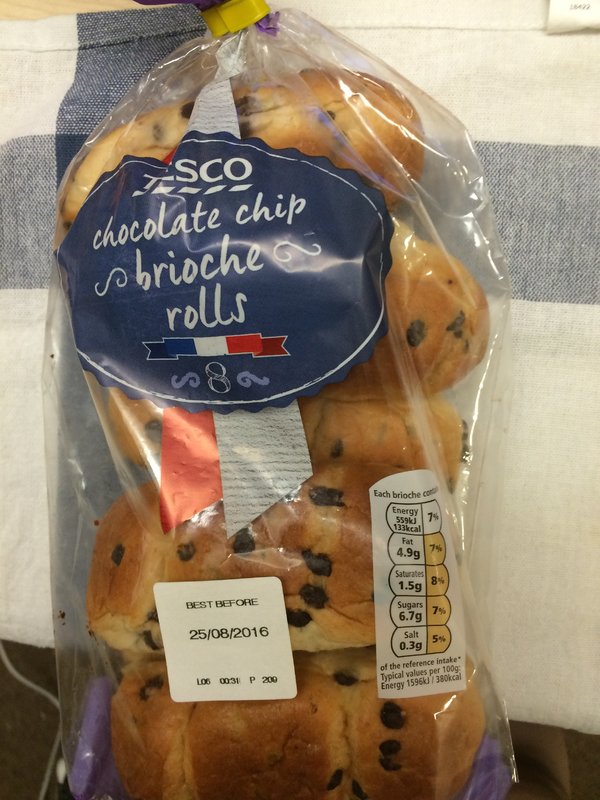 TESCO
chocolate chip
brioche
rolls
8
Each brioche
Energy
559kJ
133kcal
7%
Fat
4.9g
7%
Saturates
1.5g
8%
Sugars
6.7g
7%
Salt
0.3g
5%
of the reference intake*
Typical values per 100g:
Energy 1596kJ / 380kcal
BEST BEFORE
25/08/2016
L06 00:31 P 209